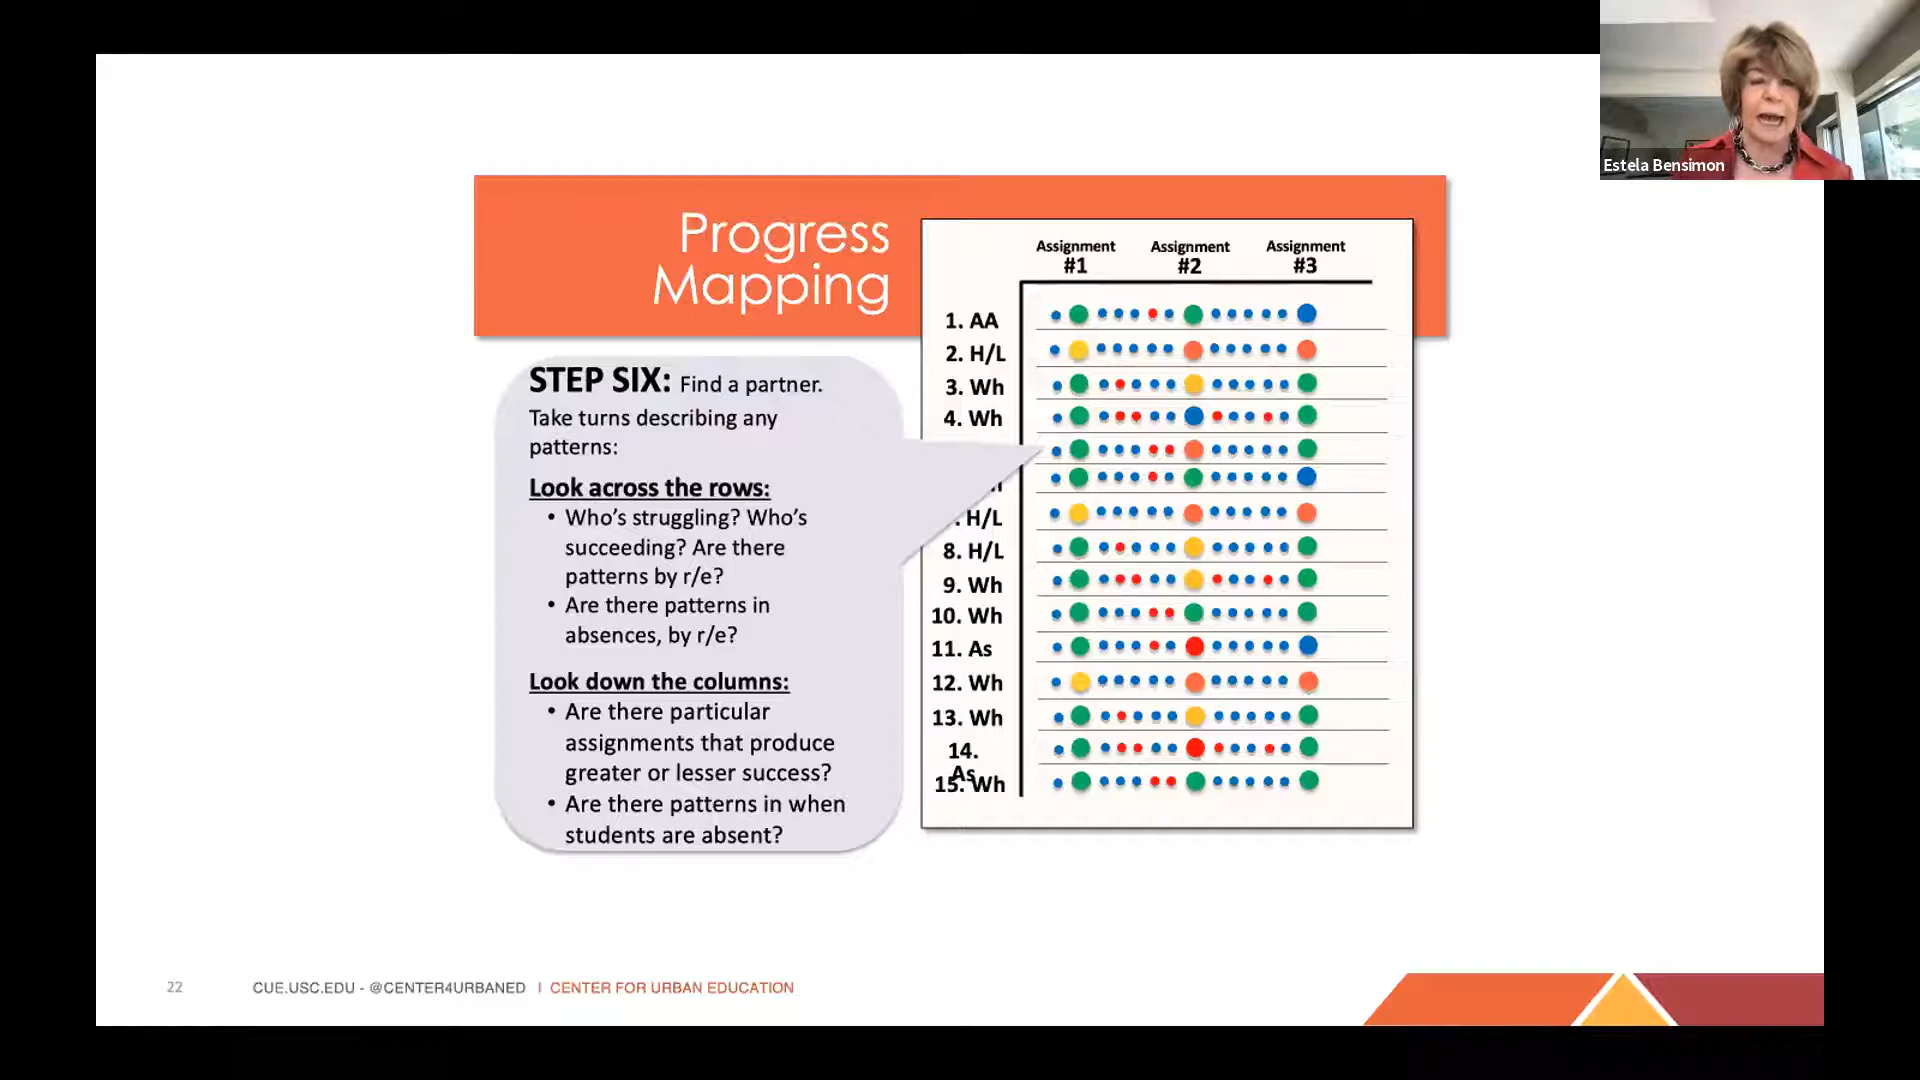 Estela Bensimon
Progress
Mapping
STEP SIX: Find a partner.
Take turns describing any
patterns:
Look across the rows:
• Who's struggling? Who's
succeeding? Are there
patterns by r/e?
• Are there patterns in
absences, by r/e?
Look down the columns:
• Are there particular
assignments that produce
greater or lesser success?
• Are there patterns in when
students are absent?
Assignment #1
Assignment #2
Assignment #3
1. AA
2. H/L
3. Wh
4. Wh
H/L
8. H/L
9. Wh
10. Wh
11. As
12. Wh
13. Wh
14.
As
15. Wh
22
CUE.USC.EDU - @CENTER4URBANED | CENTER FOR URBAN EDUCATION